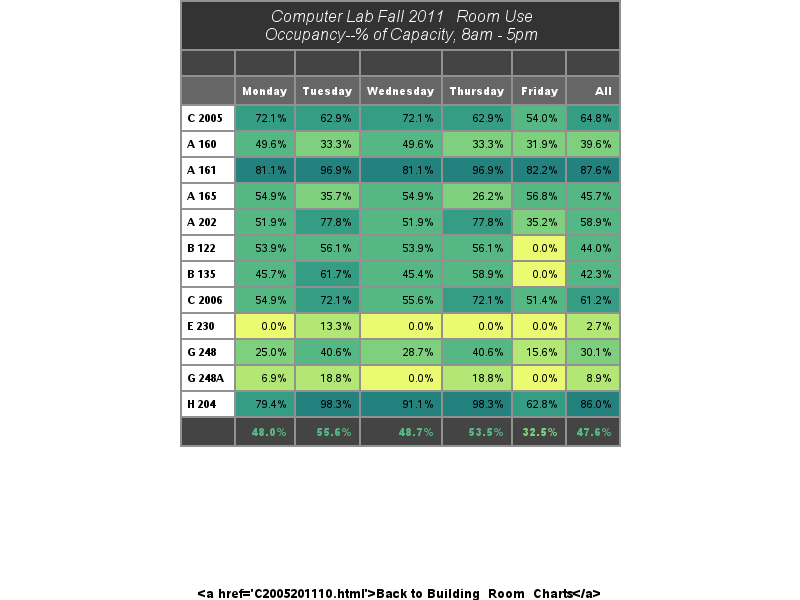 Computer Lab Fall 2011 Room Use
Occupancy--% of Capacity, 8am - 5pm
Monday Tuesday Wednesday Thursday Friday All
C 2005 72.1% 62.9% 72.1% 62.9% 54.0% 64.8%
A 160 49.6% 33.3% 49.6% 33.3% 31.9% 39.6%
A 161 81.1% 96.9% 81.1% 96.9% 82.2% 87.6%
A 165 54.9% 35.7% 54.9% 26.2% 56.8% 45.7%
A 202 51.9% 77.8% 51.9% 77.8% 35.2% 58.9%
B 122 53.9% 56.1% 53.9% 56.1% 0.0% 44.0%
B 135 45.7% 61.7% 45.4% 58.9% 0.0% 42.3%
C 2006 54.9% 72.1% 55.6% 72.1% 51.4% 61.2%
E 230 0.0% 13.3% 0.0% 0.0% 0.0% 2.7%
G 248 25.0% 40.6% 28.7% 40.6% 15.6% 30.1%
G 248A 6.9% 18.8% 0.0% 18.8% 0.0% 8.9%
H 204 79.4% 98.3% 91.1% 98.3% 62.8% 86.0%
48.0% 55.6% 48.7% 53.5% 32.5% 47.6%
&lt;a href='C2005201110.html'&gt;Back to Building Room Charts&lt;/a&gt;